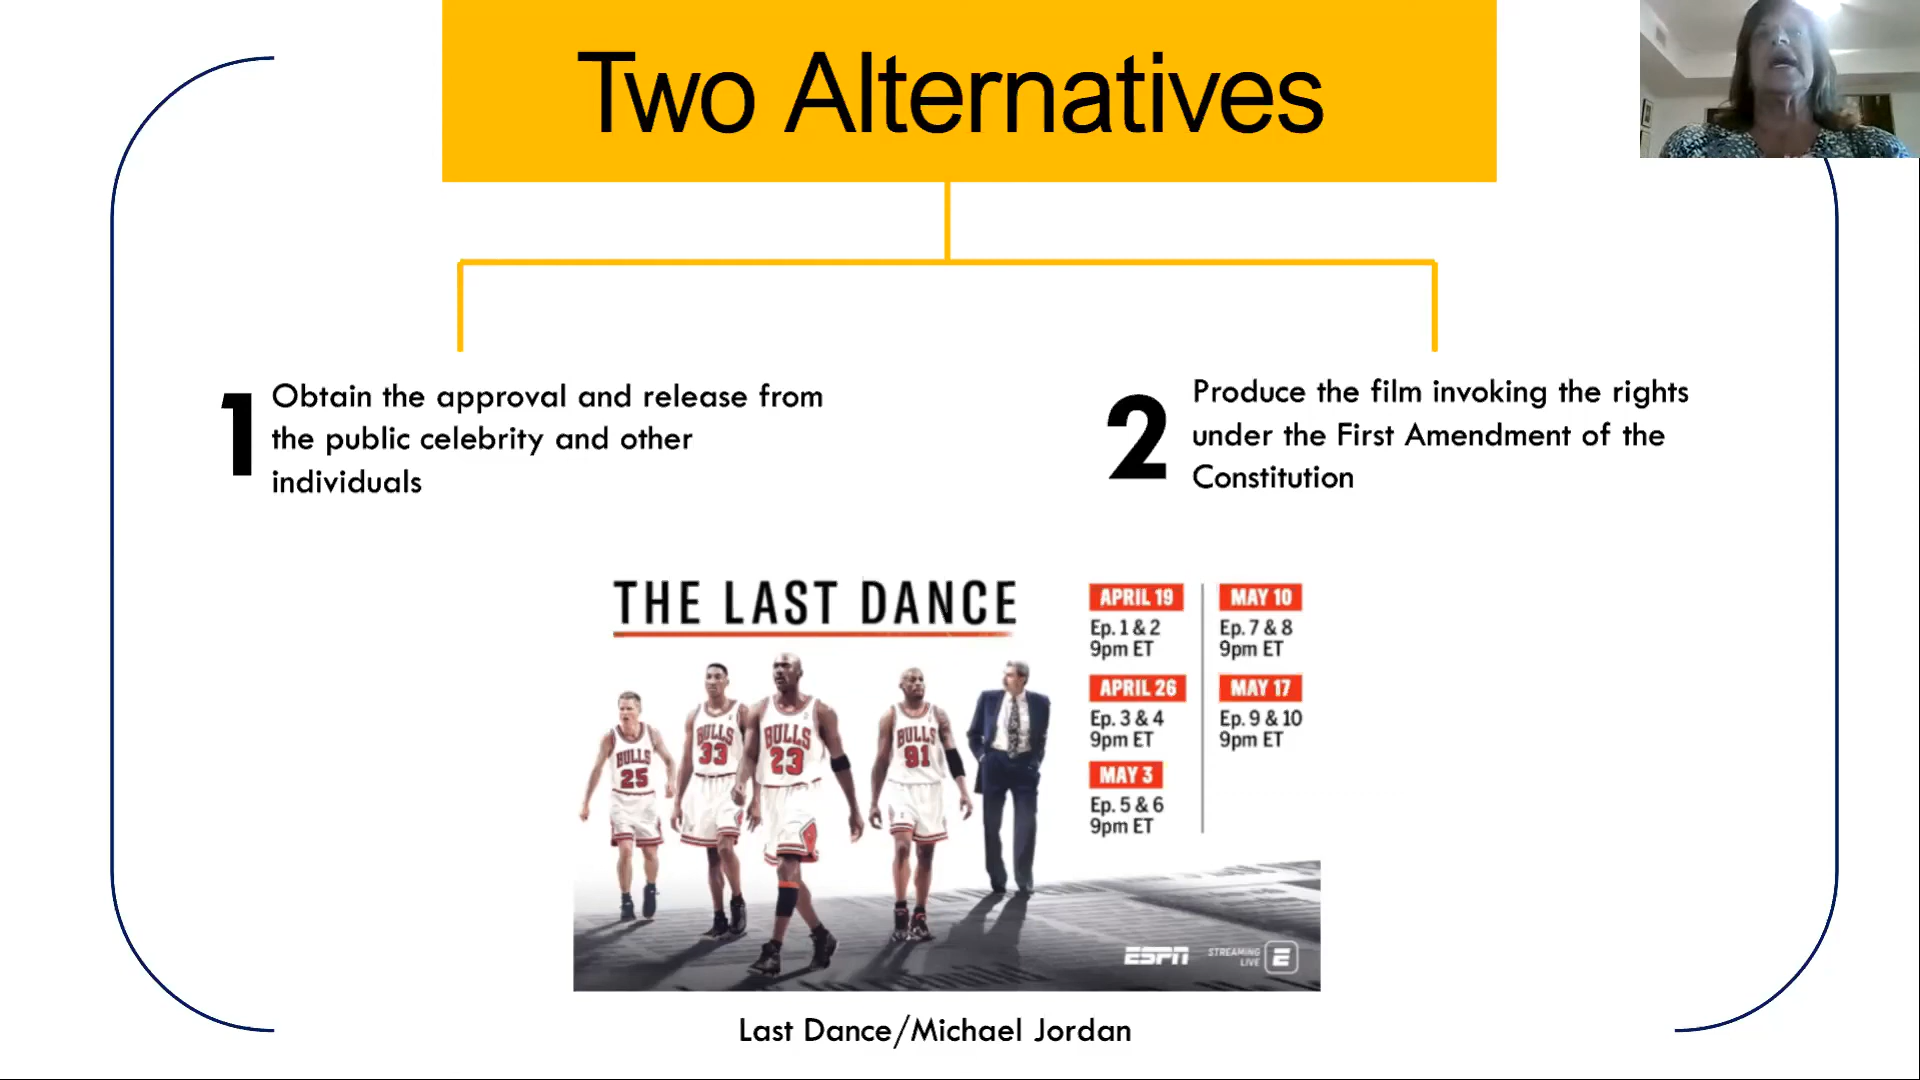 Two Alternatives
1
Obtain the approval and release from
the public celebrity and other
individuals
2
Produce the film invoking the rights
under the First Amendment of the
Constitution
THE LAST DANCE
APRIL 19
Ep. 1 & 2
9pm ET
APRIL 26
Ep. 3 & 4
9pm ET
MAY 3
Ep. 5 & 6
9pm ET
MAY 10
Ep. 7 & 8
9pm ET
MAY 17
Ep. 9 & 10
9pm ET
BULLS
25
BULLS
33
BULLS
23
BULLS
91
ESPN
STREAMING
LIVE
E
Last Dance/Michael Jordan